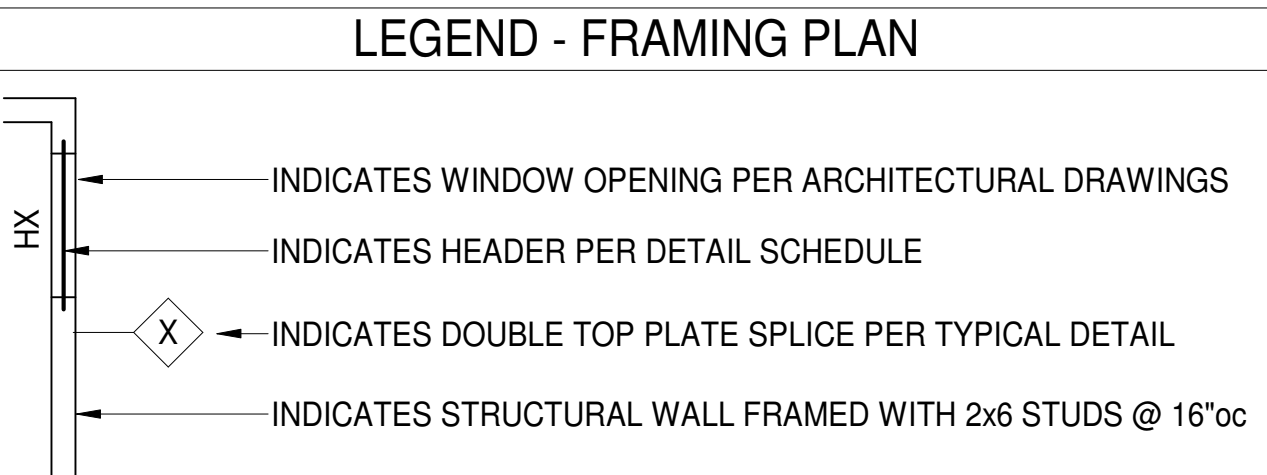 LEGEND - FRAMING PLAN
INDICATES WINDOW OPENING PER ARCHITECTURAL DRAWINGS
HX
INDICATES HEADER PER DETAIL SCHEDULE
X
INDICATES DOUBLE TOP PLATE SPLICE PER TYPICAL DETAIL
INDICATES STRUCTURAL WALL FRAMED WITH 2x6 STUDS @ 16"oc